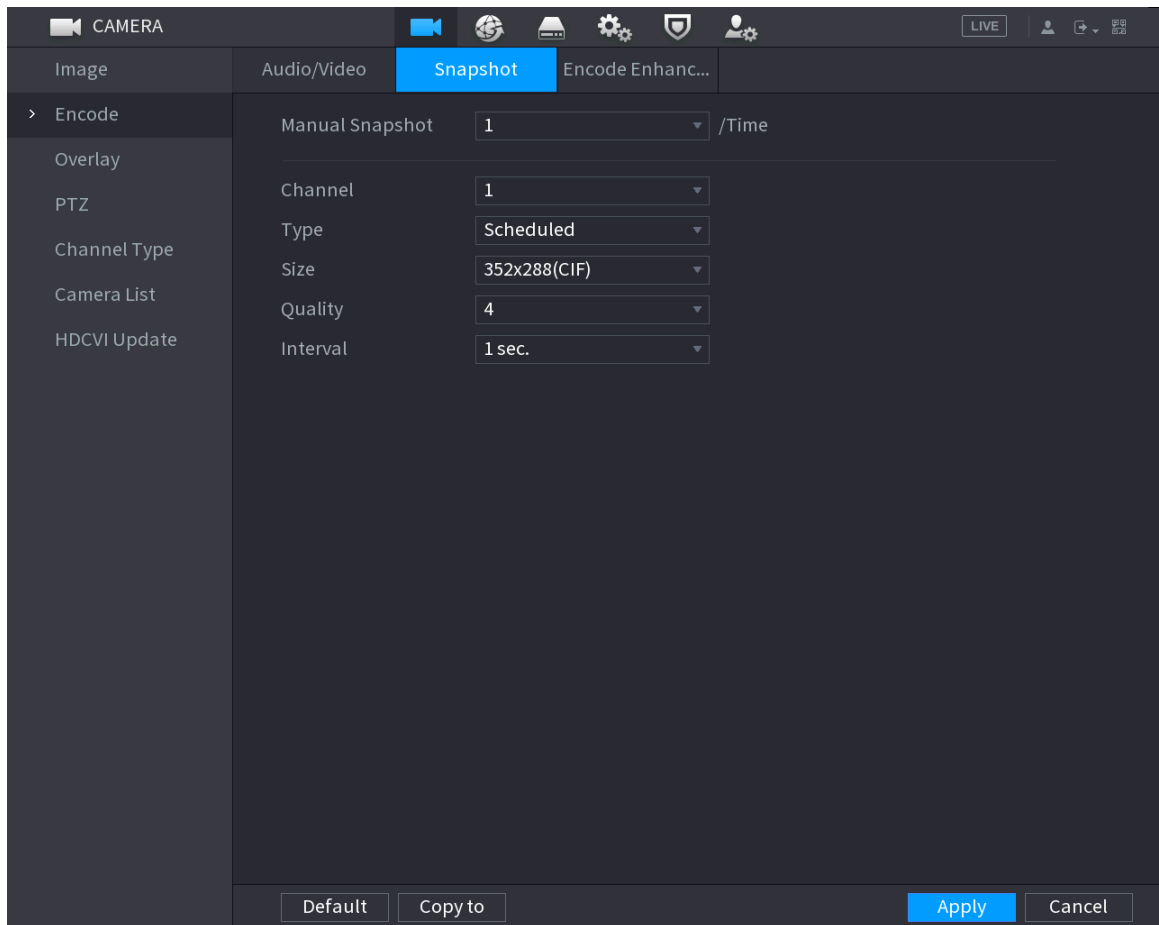 CAMERA
LIVE
Image
Encode
Overlay
PTZ
Channel Type
Camera List
HDCVI Update
Audio/Video
Snapshot
Encode Enhanc...
Manual Snapshot 1 /Time
Channel 1
Type Scheduled
Size 352x288(CIF)
Quality 4
Interval 1 sec.
Default
Copy to
Apply
Cancel